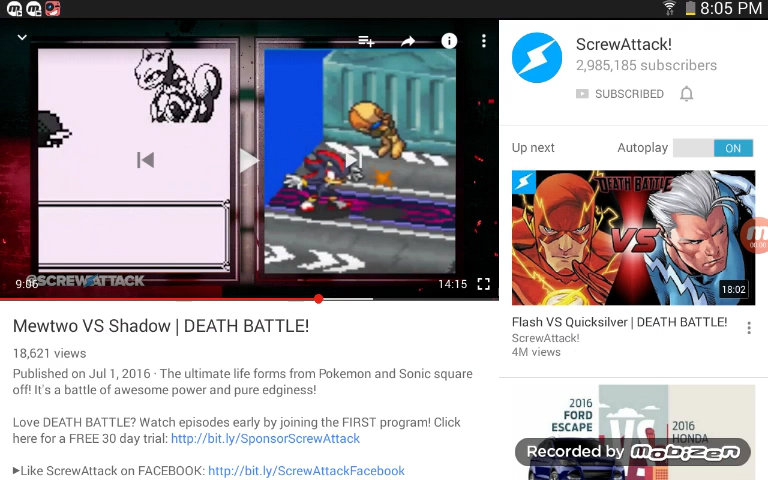 8:05 PM
@SCREWATTACK
9:06
14:15
Mewtwo VS Shadow | DEATH BATTLE!
18,621 views
Published on Jul 1, 2016 · The ultimate life forms from Pokemon and Sonic square
off! It's a battle of awesome power and pure edginess!
Love DEATH BATTLE? Watch episodes early by joining the FIRST program! Click
here for a FREE 30 day trial: http://bit.ly/SponsorScrewAttack
►Like ScrewAttack on FACEBOOK: http://bit.ly/ScrewAttackFacebook
ScrewAttack!
2,985,185 subscribers
SUBSCRIBED
Up next
Autoplay
ON
DEATH BATTLE
VS
00:00
18:02
Flash VS Quicksilver | DEATH BATTLE!
ScrewAttack!
4M views
2016
FORD
ESCAPE
VS
2016
HONDA
Recorded by mobizen